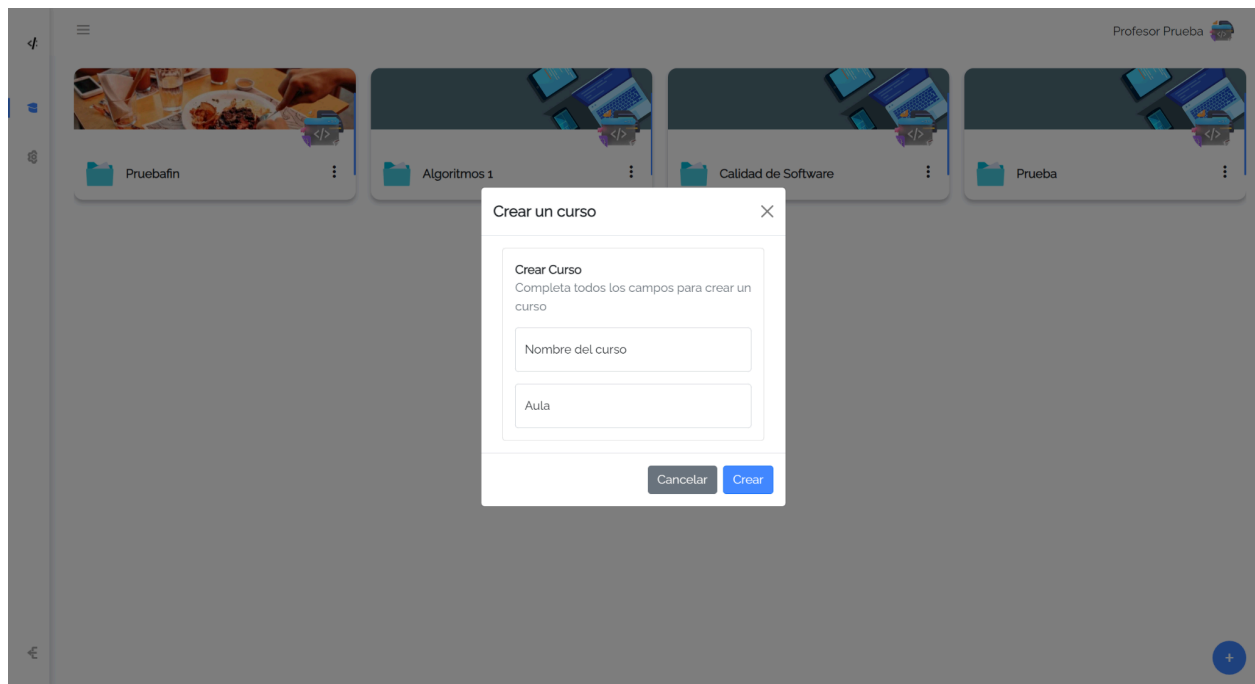 Profesor Prueba
Pruebafin
Algoritmos 1
Calidad de Software
Prueba
Crear un curso
Crear Curso
Completa todos los campos para crear un
curso
Nombre del curso
Aula
Cancelar
Crear